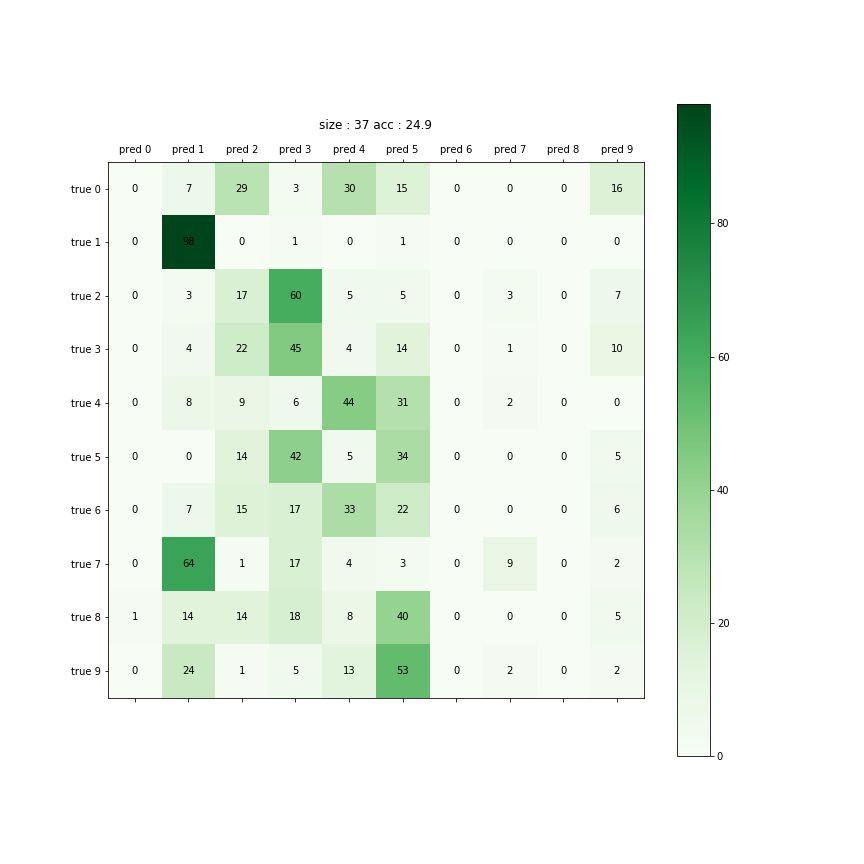 size : 37 acc : 24.9
pred 0 pred 1 pred 2 pred 3 pred 4 pred 5 pred 6 pred 7 pred 8 pred 9
true 0 0 7 29 3 30 15 0 0 0 16
true 1 0 98 0 1 0 1 0 0 0 0
true 2 0 3 17 60 5 5 0 3 0 7
true 3 0 4 22 45 4 14 0 1 0 10
true 4 0 8 9 6 44 31 0 2 0 0
true 5 0 0 14 42 5 34 0 0 0 5
true 6 0 7 15 17 33 22 0 0 0 6
true 7 0 64 1 17 4 3 0 9 0 2
true 8 1 14 14 18 8 40 0 0 0 5
true 9 0 24 1 5 13 53 0 2 0 2
80
60
40
20
0